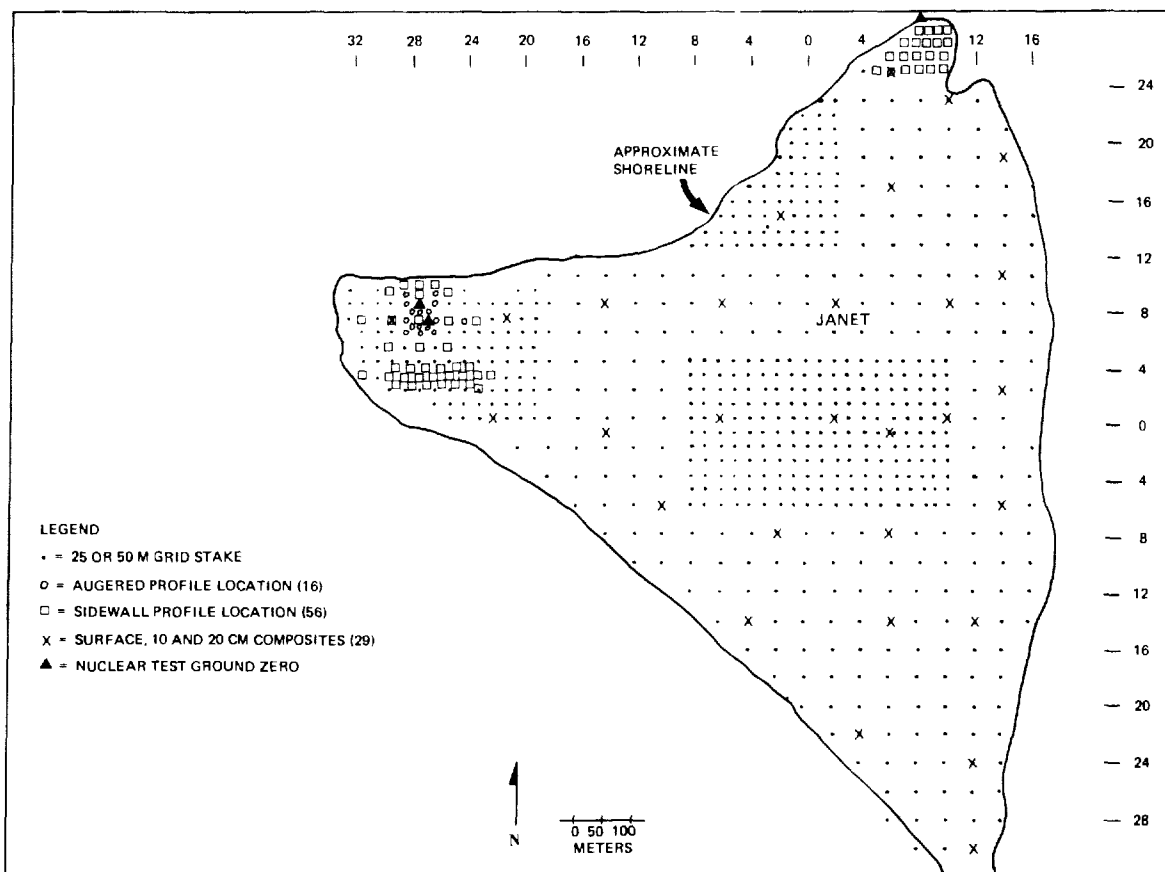 32 28 24 20 16 12 8 4 0 4 8 12 16
24
20
APPROXIMATE
SHORELINE
16
12
JANET
8
4
0
4
LEGEND
• = 25 OR 50 M GRID STAKE
8
o = AUGERED PROFILE LOCATION (16)
□ = SIDEWALL PROFILE LOCATION (56)
12
X = SURFACE, 10 AND 20 CM COMPOSITES (29)
▲ = NUCLEAR TEST GROUND ZERO
16
20
24
28
N
0 50 100
METERS